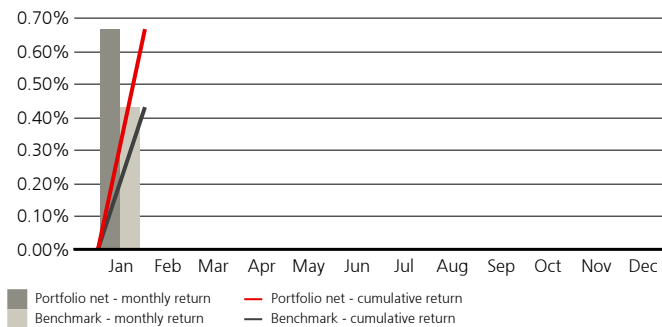 0.70%
0.60%
0.50%
0.40%
0.30%
0.20%
0.10%
0.00%
Jan Feb Mar Apr May Jun Jul Aug Sep Oct Nov Dec
Portfolio net - monthly return Portfolio net - cumulative return
Benchmark - monthly return Benchmark - cumulative return